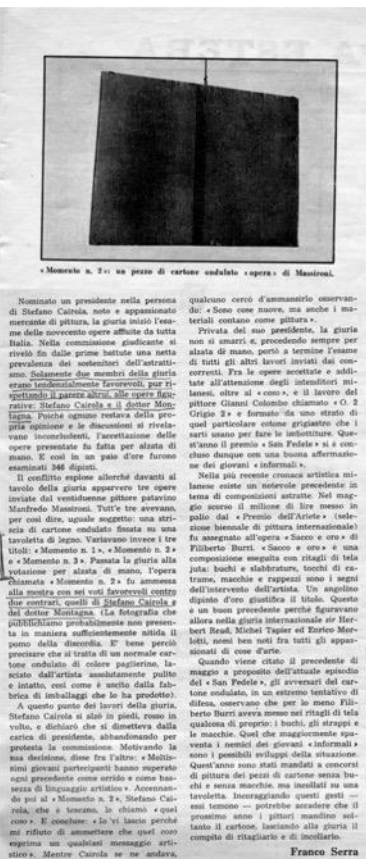 « Momento n. 2 »: un pezzo di cartone ondulato « opera » di Massironi.
Nominato un presidente nella persona
di Stefano Cairola, noto e appassionato
mercante di pittura, la giuria iniziò l'esa-
me delle novecento opere affluite da tutta
Italia. Nella commissione giudicante si
rivelò fin dalle prime battute una netta
prevalenza dei sostenitori dell'astratti-
smo. Solamente due membri della giuria
erano tendenzialmente favorevoli, pur ri-
spettando il parere altrui, alle opere figu-
rative: Stefano Cairola e il dottor Mon-
tagna. Poiché ognuno restava della pro-
pria opinione e le discussioni si rivela-
vano inconcludenti, l'accettazione delle
opere presentate fu fatta per alzata di
mano. E così in un paio d'ore furono
esaminati 346 dipinti.
Il conflitto esplose allorché davanti al
tavolo della giuria apparvero tre opere
inviate dal ventiduenne pittore patavino
Manfredo Massironi. Tutt'e tre avevano,
per così dire, uguale soggetto: una stri-
scia di cartone ondulato fissata su una
tavoletta di legno. Variavano invece i tre
titoli: « Momento n. 1 », « Momento n. 2 »
e « Momento n. 3 ». Passata la giuria alla
votazione per alzata di mano, l'opera
chiamata « Momento n. 2 » fu ammessa
alla mostra con sei voti favorevoli contro
due contrari, quelli di Stefano Cairola e
del dottor Montagna. (La fotografia che
pubblichiamo probabilmente non presen-
ta in maniera sufficientemente nitida il
pomo della discordia. E' bene perciò
precisare che si tratta di un normale car-
tone ondulato di colore paglierino, la-
sciato dall'artista assolutamente pulito
e intatto, così come è uscito dalla fab-
brica di imballaggi che lo ha prodotto).
A questo punto dei lavori della giuria,
Stefano Cairola si alzò in piedi, rosso in
volto, e dichiarò che si dimetteva dalla
carica di presidente, abbandonando per
protesta la commissione. Motivando la
sua decisione, disse fra l'altro: « Moltis-
simi giovani partecipanti hanno superato
ogni precedente come orrido e come bas-
sezza di linguaggio artistico ». Accennan-
do poi al « Momento n. 2 », Stefano Cai-
rola, che è toscano, lo chiamò « quel
coso ». E concluse: « Io vi lascio perché
mi rifiuto di ammettere che quel coso
esprima un qualsiasi messaggio arti-
stico ». Mentre Cairola se ne andava,
qualcuno cercò d'ammannirlo osservan-
do: « Sono cose nuove, ma anche i ma-
teriali contano come pittura ».
Privata del suo presidente, la giuria
non si smarrì e, procedendo sempre per
alzata di mano, portò a termine l'esame
di tutti gli altri lavori inviati dai con-
correnti. Fra le opere accettate e addi-
tate all'attenzione degli intenditori mi-
lanesi, oltre al « coso », è il lavoro del
pittore Gianni Colombo chiamato « O. 2
Grigio 2 » e formato da uno strato di
quel particolare cotone grigiastro che i
sarti usano per fare le imbottiture. Que-
st'anno il premio « San Fedele » si è con-
cluso dunque con una buona affermazio-
ne dei giovani « informali ».
Nella più recente cronaca artistica mi-
lanese esiste un notevole precedente in
tema di composizioni astratte. Nel mag-
gio scorso il milione di lire messo in
palio dal « Premio dell'Ariete » (sele-
zione biennale di pittura internazionale)
fu assegnato all'opera « Sacco e oro » di
Filiberto Burri. « Sacco e oro » è una
composizione eseguita con ritagli di tela
juta: buchi e slabbrature, tocchi di ca-
trame, macchie e rappezzi sono i segni
dell'intervento dell'artista. Un angolino
dipinto d'oro giustifica il titolo. Questo
è un buon precedente perché figuravano
allora nella giuria internazionale sir Her-
bert Read, Michel Tapier ed Enrico Mor-
lotti, nomi ben noti fra tutti gli appas-
sionati di cose d'arte.
Quando viene citato il precedente di
maggio a proposito dell'attuale episodio
del « San Fedele », gli avversari del car-
tone ondulato, in un estremo tentativo di
difesa, osservano che per lo meno Fili-
berto Burri aveva messo nei ritagli di tela
qualcosa di proprio: i buchi, gli strappi e
le macchie. Quel che maggiormente spa-
venta i nemici dei giovani « informali »
sono i possibili sviluppi della situazione.
Quest'anno sono stati mandati a concorsi
di pittura dei pezzi di cartone senza bu-
chi e senza macchie, ma incollati su una
tavoletta. Incoraggiando questi gesti —
essi temono — potrebbe accadere che il
prossimo anno i pittori mandino sol-
tanto il cartone, lasciando alla giuria il
compito di ritagliarlo e di incollarlo.
Franco Serra